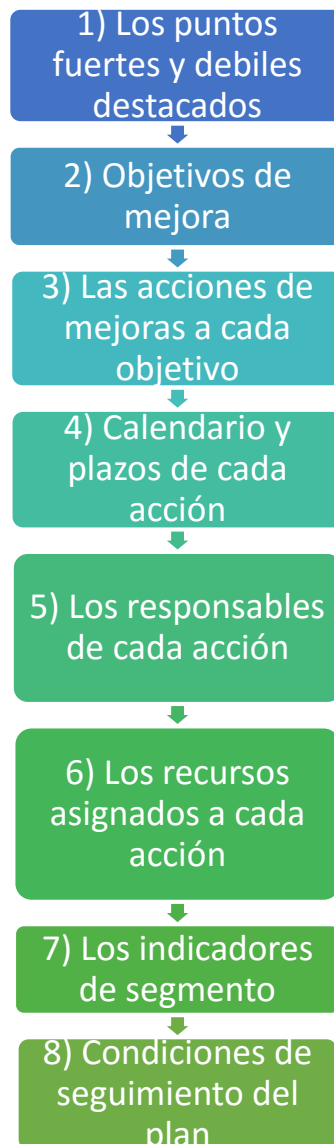 1) Los puntos
fuertes y debiles
destacados
2) Objetivos de
mejora
3) Las acciones de
mejoras a cada
objetivo
4) Calendario y
plazos de cada
acción
5) Los responsables
de cada acción
6) Los recursos
asignados a cada
acción
7) Los indicadores
de segmento
8) Condiciones de
seguimiento del
plan